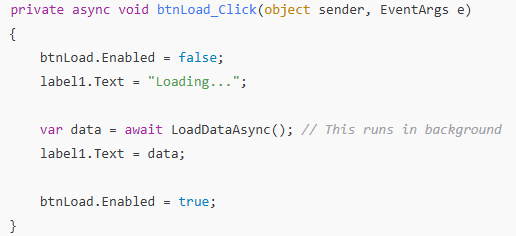 private async void btnLoad_Click(object sender, EventArgs e)
{
    btnLoad.Enabled = false;
    label1.Text = "Loading...";

    var data = await LoadDataAsync(); // This runs in background
    label1.Text = data;

    btnLoad.Enabled = true;
}